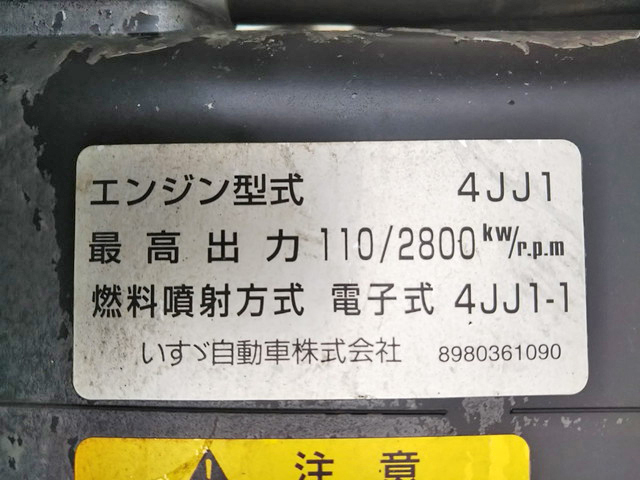 エンジン型式 4JJ1
最高出力 110/2800 kw/r.p.m
燃料噴射方式 電子式 4JJ1-1
いすゞ自動車株式会社 8980361090
注意